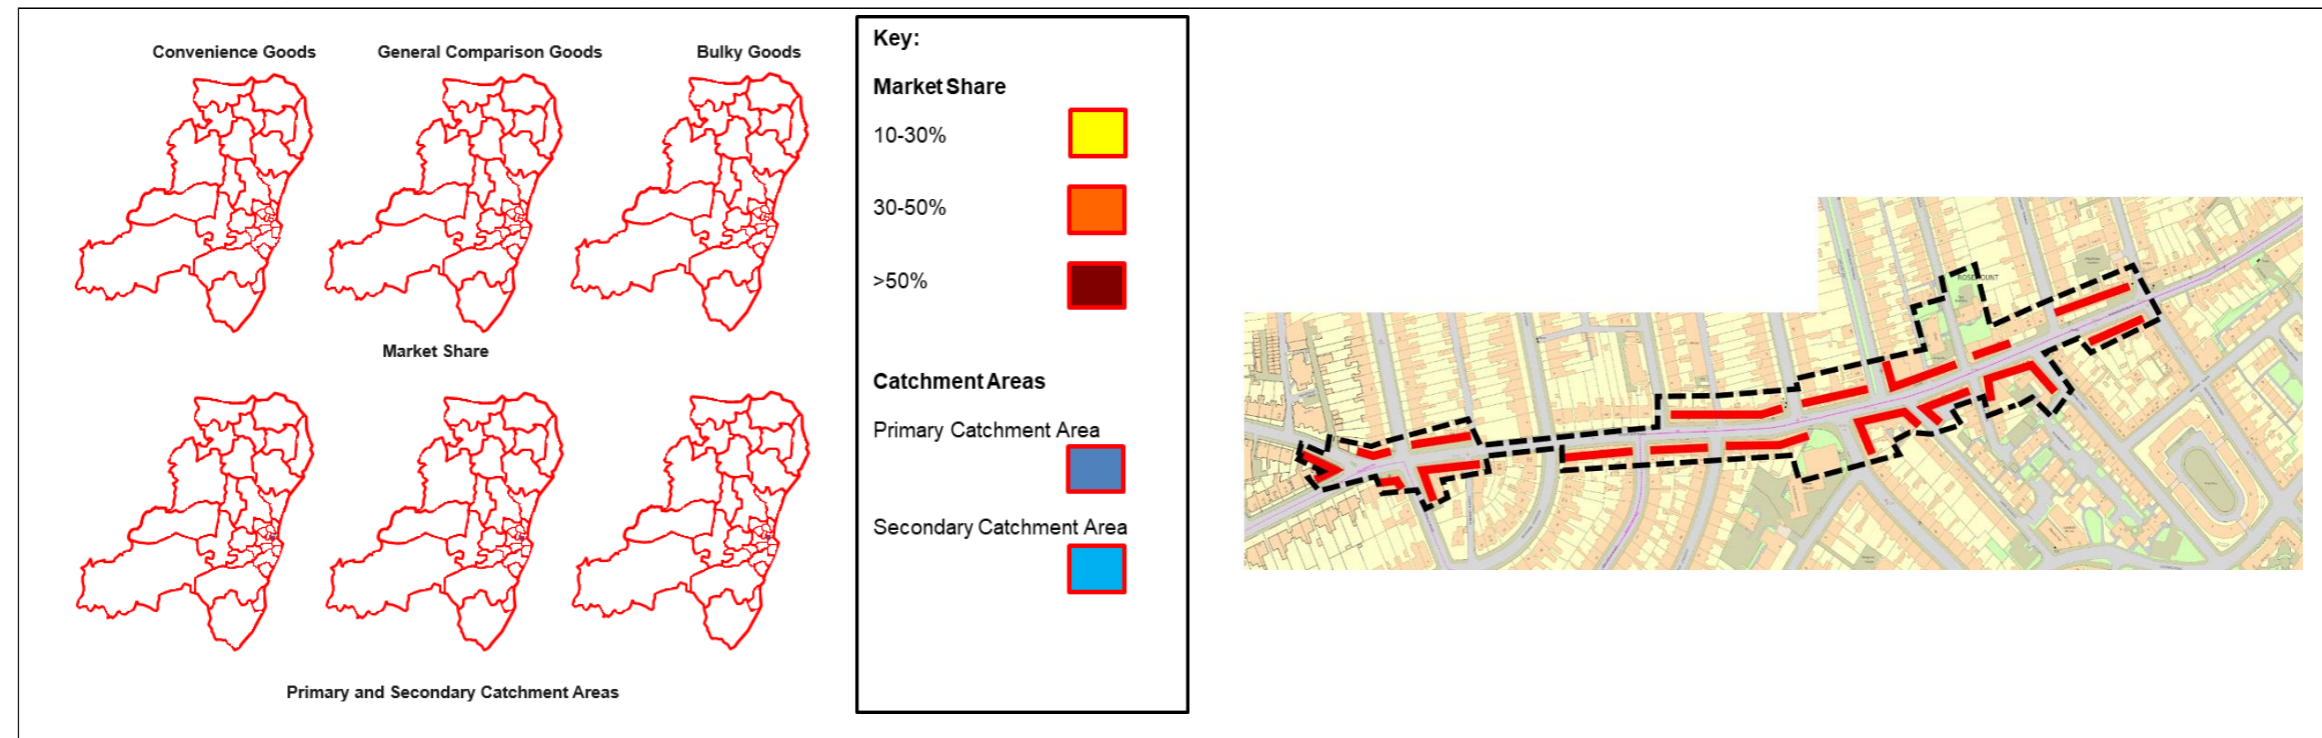 Convenience Goods
General Comparison Goods
Bulky Goods
Market Share
Primary and Secondary Catchment Areas
Key:
Market Share
10-30%
30-50%
>50%
Catchment Areas
Primary Catchment Area
Secondary Catchment Area